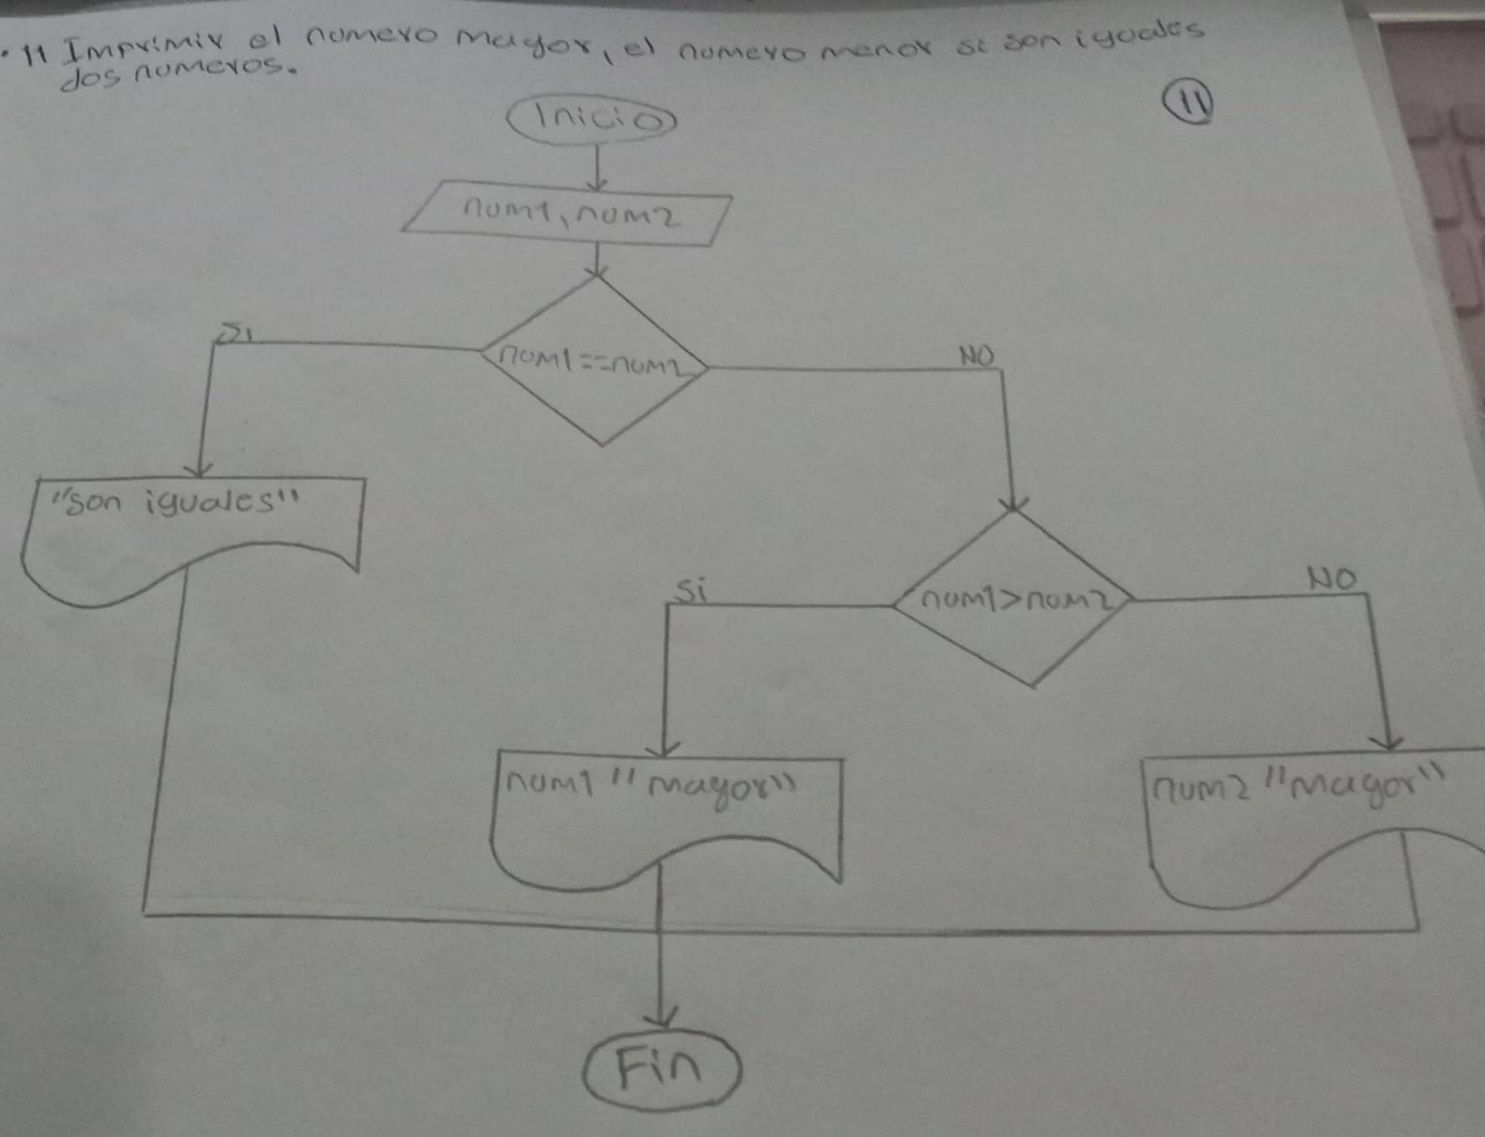 ·11 Imprimir el numero mayor, el numero menor si son iguales
dos numeros.
11
Inicio
num1, num2
num1==num2
Si
NO
"son iguales"
num1>num2
Si
NO
num1 "mayor"
num2 "mayor"
Fin